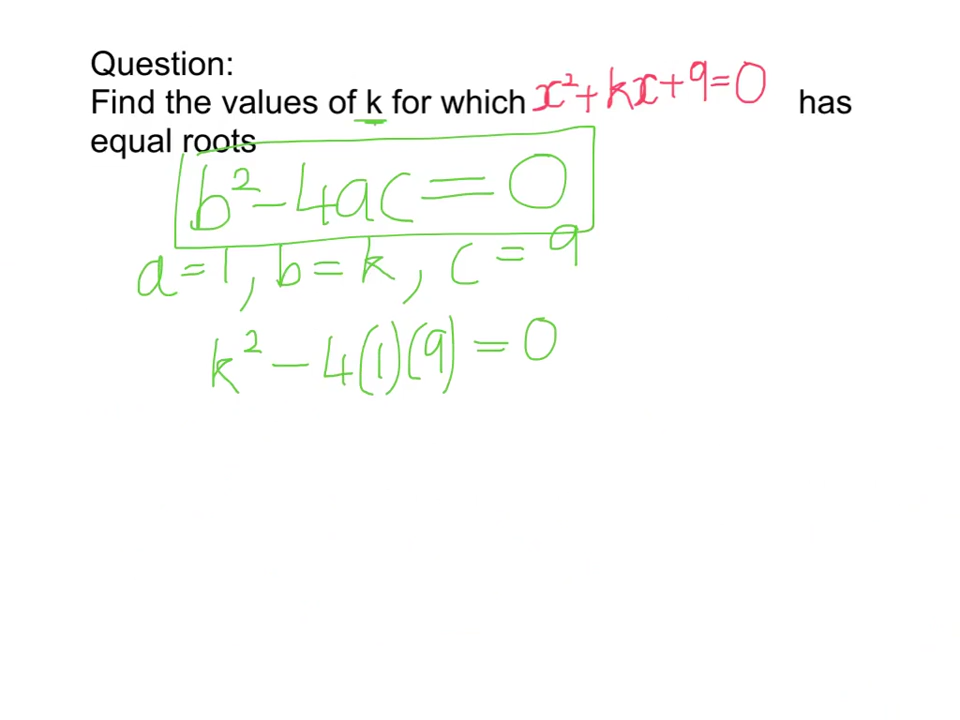 Question:
Find the values of k for which x²+kx+9=0 has
equal roots
b²-4ac=0
a=1, b=k, c=9
k²-4(1)(9)=0